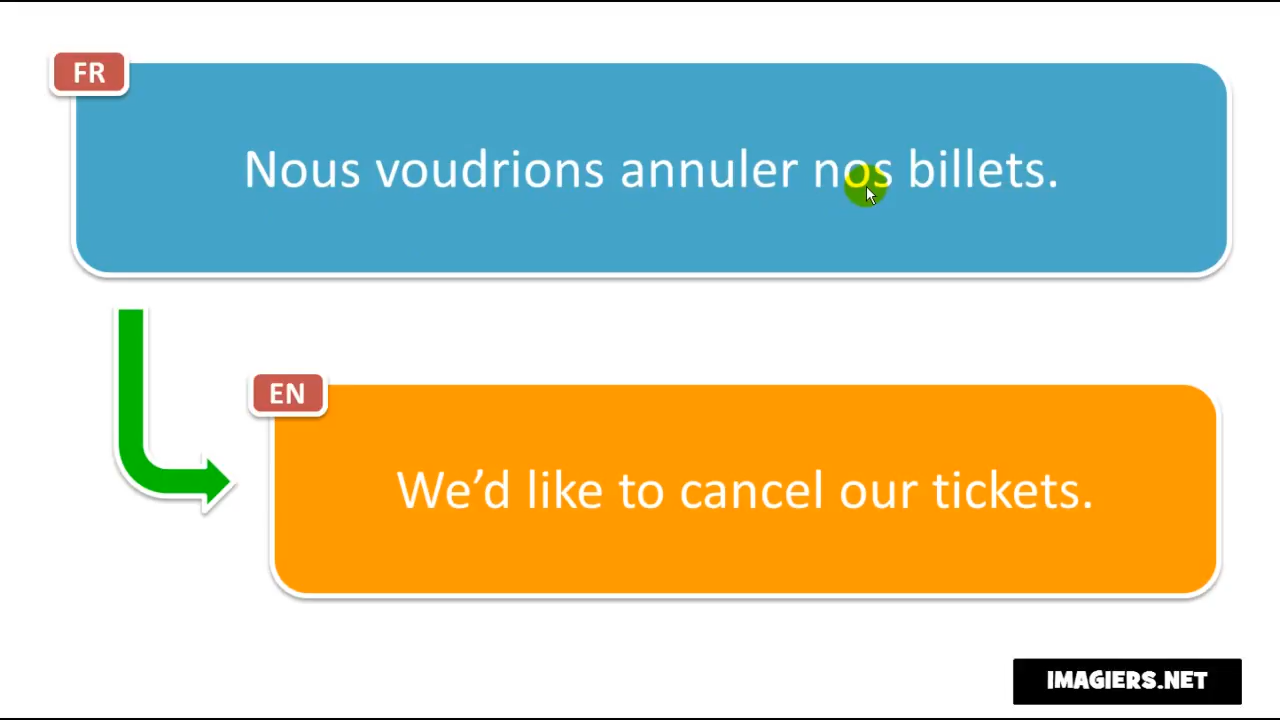 FR
Nous voudrions annuler nos billets.
EN
We’d like to cancel our tickets.
IMAGIERS.NET